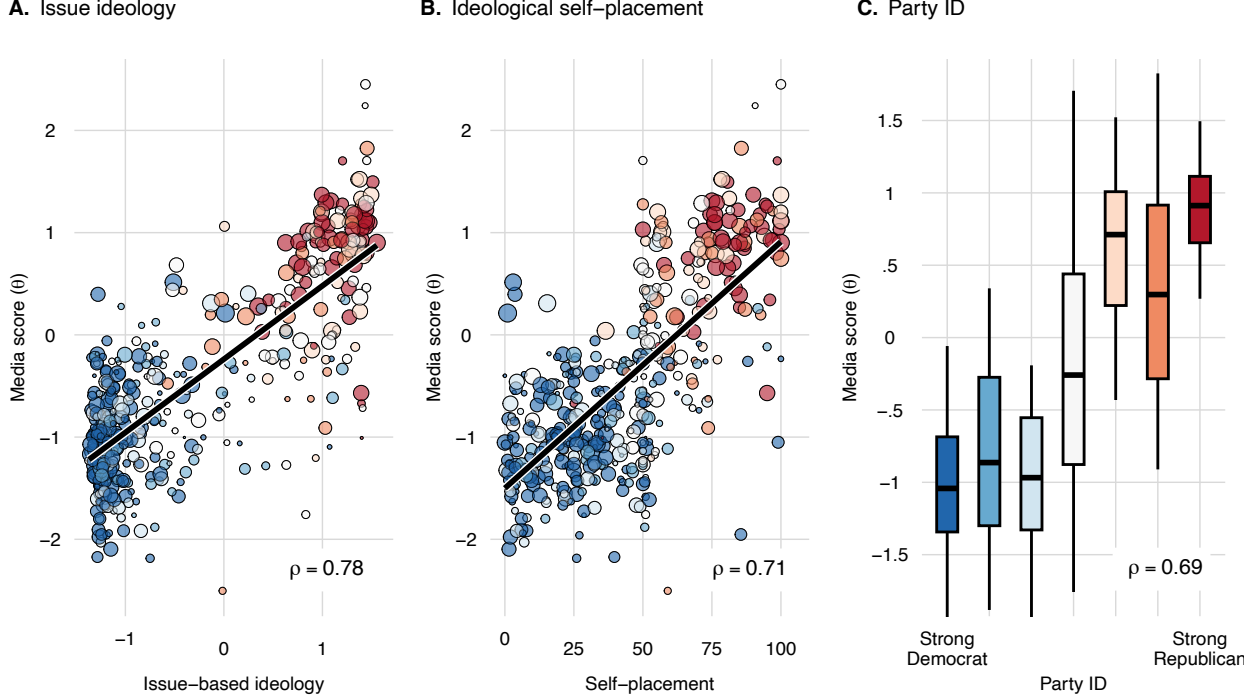 A. Issue ideology
B. Ideological self−placement
C. Party ID
Media score (θ)
2
1
0
−1
−2
ρ = 0.78
−1
0
1
Issue−based ideology
Media score (θ)
2
1
0
−1
−2
ρ = 0.71
0
25
50
75
100
Self−placement
Media score (θ)
1.5
1
.5
0
−.5
−1
−1.5
ρ = 0.69
Strong
Democrat
Strong
Republican
Party ID